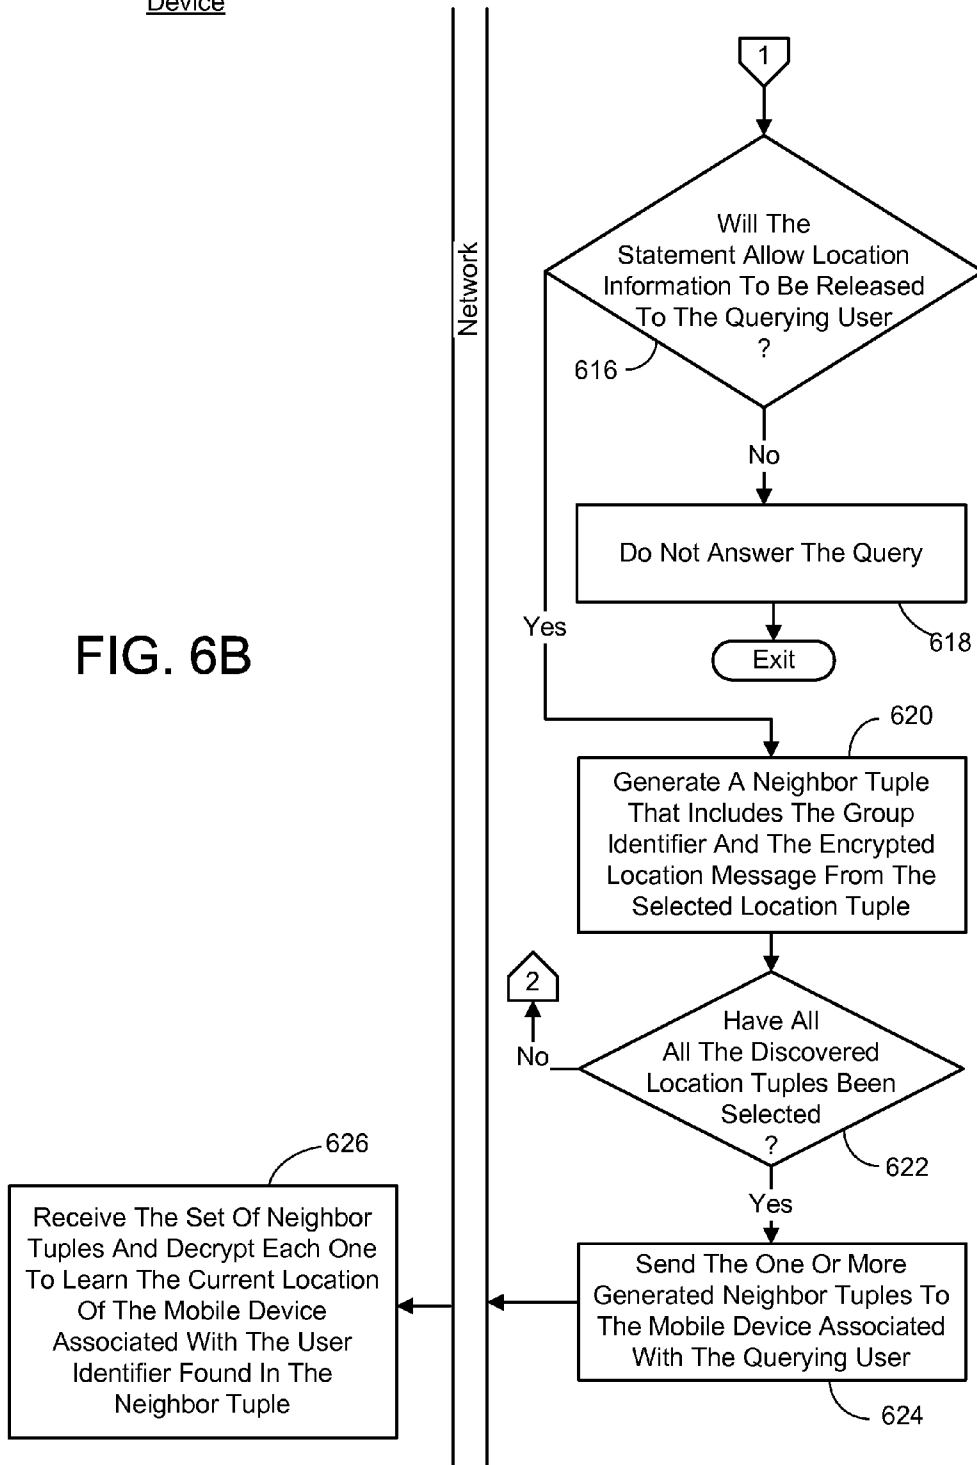 Device
1
Network
Will The
Statement Allow Location
Information To Be Released
To The Querying User
?
616
No
Do Not Answer The Query
618
Exit
Yes
FIG. 6B
620
Generate A Neighbor Tuple
That Includes The Group
Identifier And The Encrypted
Location Message From The
Selected Location Tuple
2
No
Have All
All The Discovered
Location Tuples Been
Selected
?
622
Yes
626
Receive The Set Of Neighbor
Tuples And Decrypt Each One
To Learn The Current Location
Of The Mobile Device
Associated With The User
Identifier Found In The
Neighbor Tuple
Send The One Or More
Generated Neighbor Tuples To
The Mobile Device Associated
With The Querying User
624